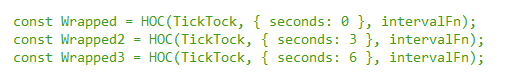 const Wrapped = HOC(TickTock, { seconds: 0 }, intervalFn);
const Wrapped2 = HOC(TickTock, { seconds: 3 }, intervalFn);
const Wrapped3 = HOC(TickTock, { seconds: 6 }, intervalFn);